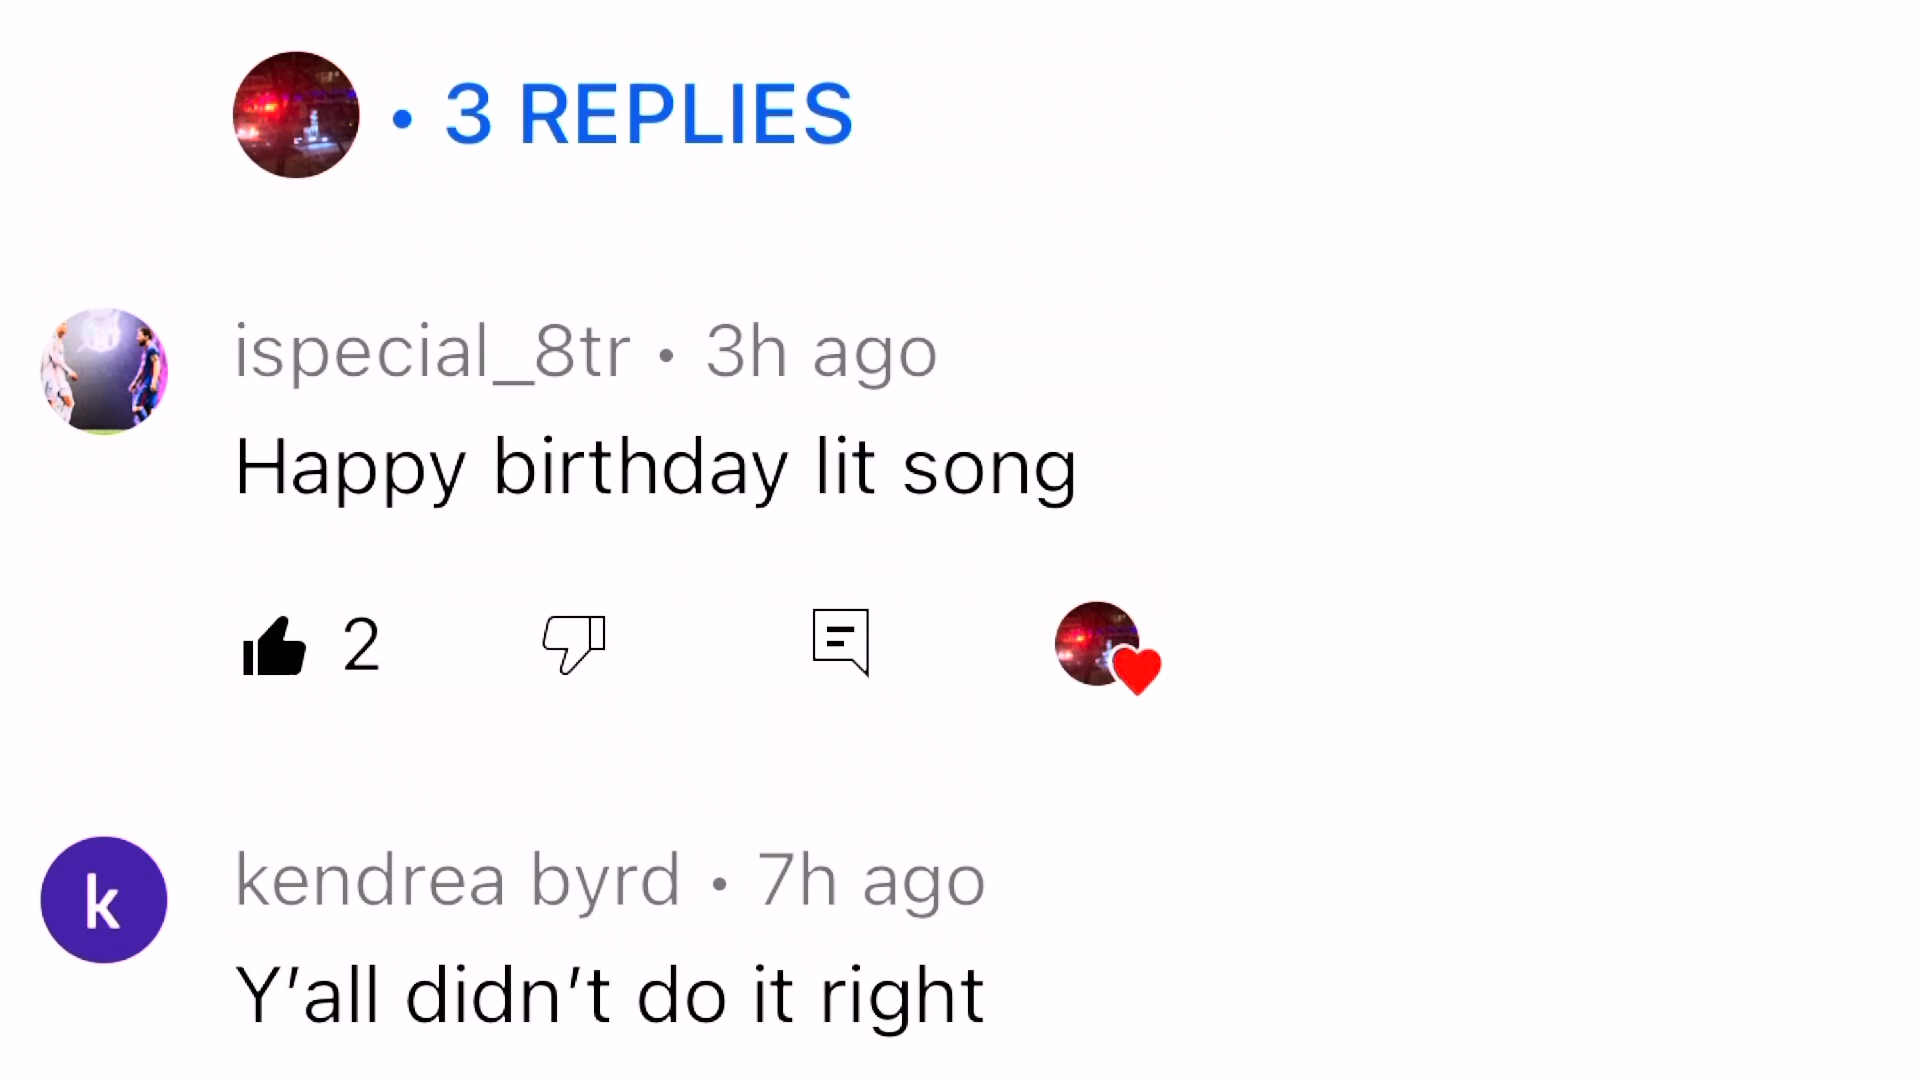 • 3 REPLIES
ispecial_8tr • 3h ago
Happy birthday lit song
2
k
kendrea byrd • 7h ago
Y'all didn't do it right